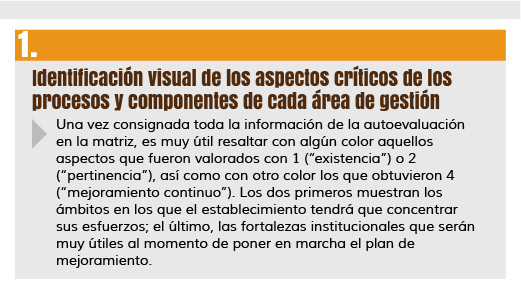 1.
Identificación visual de los aspectos críticos de los
procesos y componentes de cada área de gestión
Una vez consignada toda la información de la autoevaluación
en la matriz, es muy útil resaltar con algún color aquellos
aspectos que fueron valorados con 1 (“existencia”) o 2
(“pertinencia”), así como con otro color los que obtuvieron 4
(“mejoramiento continuo”). Los dos primeros muestran los
ámbitos en los que el establecimiento tendrá que concentrar
sus esfuerzos; el último, las fortalezas institucionales que serán
muy útiles al momento de poner en marcha el plan de
mejoramiento.